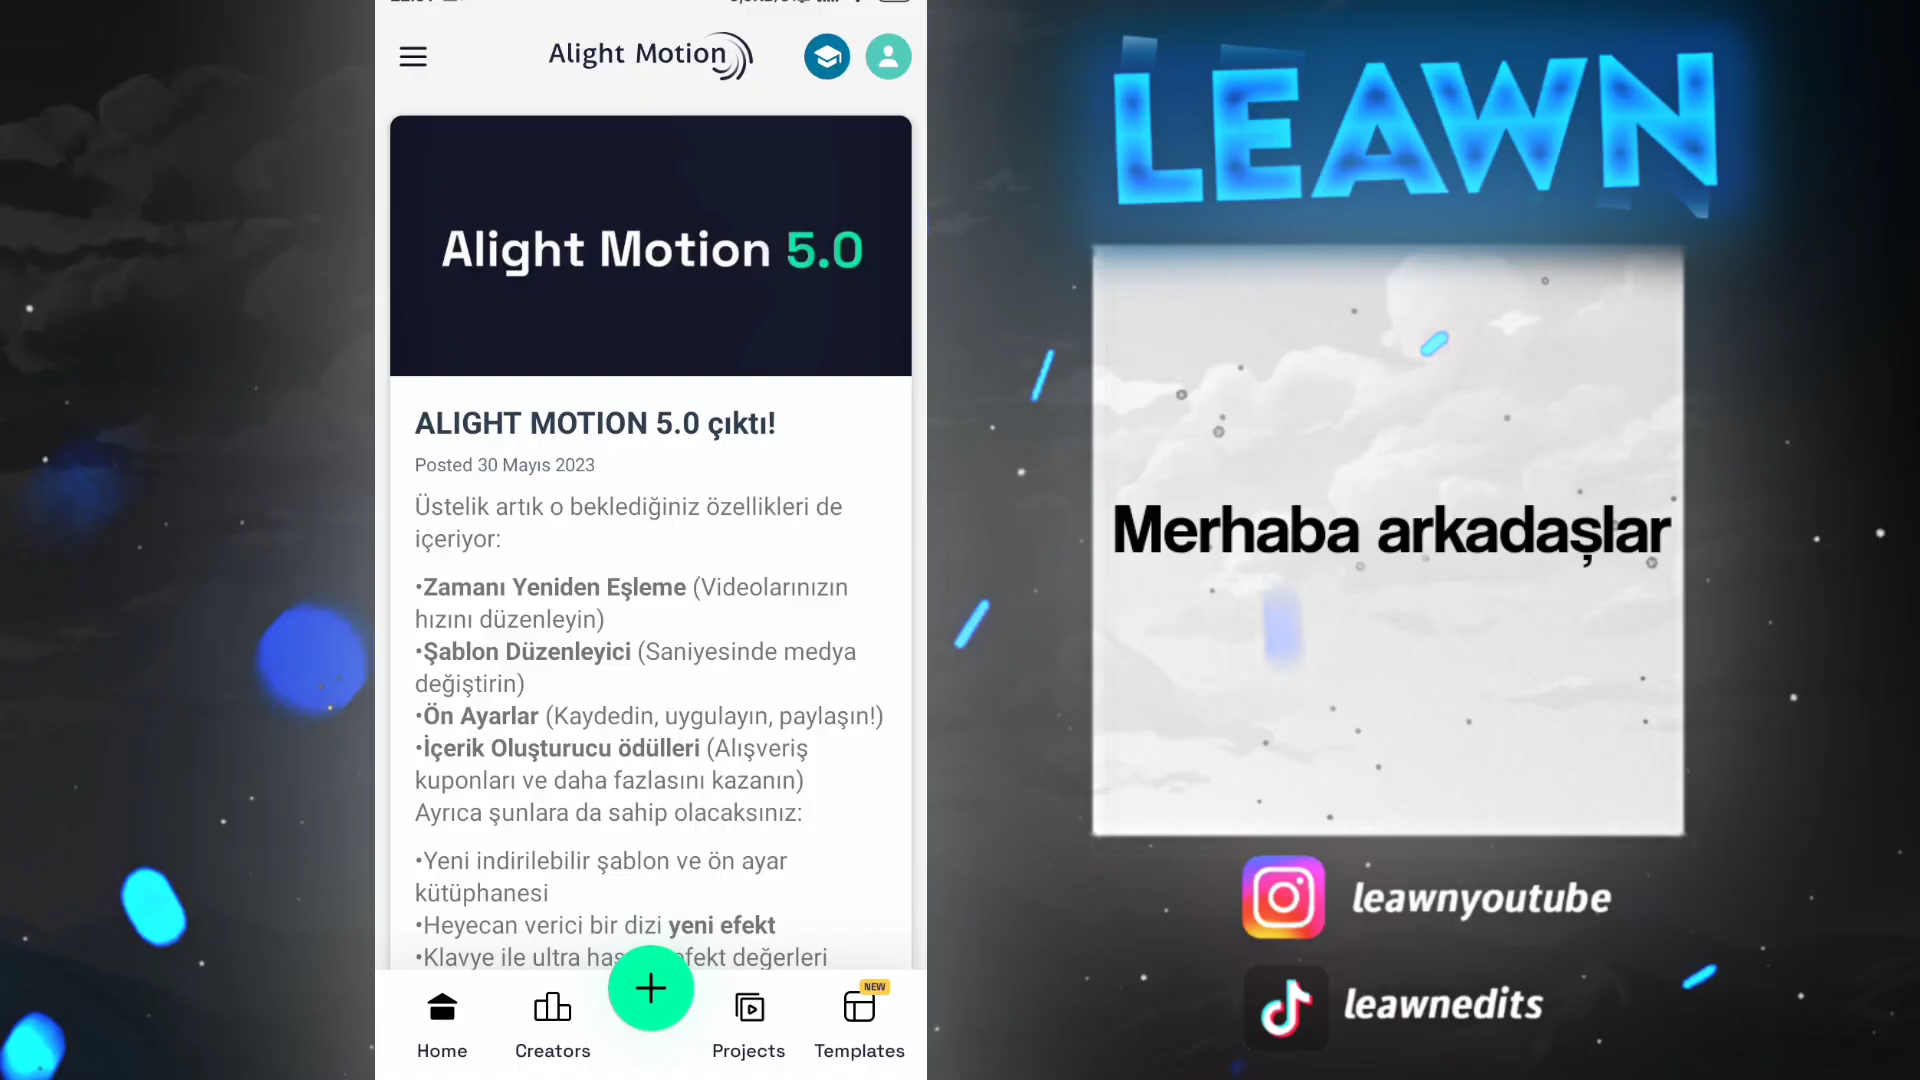 Alight Motion
Alight Motion 5.0
ALIGHT MOTION 5.0 çıktı!
Posted 30 Mayıs 2023
Üstelik artık o beklediğiniz özellikleri de
içeriyor:
•Zamanı Yeniden Eşleme (Videolarınızın
hızını düzenleyin)
•Şablon Düzenleyici (Saniyesinde medya
değiştirin)
•Ön Ayarlar (Kaydedin, uygulayın, paylaşın!)
•İçerik Oluşturucu ödülleri (Alışveriş
kuponları ve daha fazlasını kazanın)
Ayrıca şunlara da sahip olacaksınız:
•Yeni indirilebilir şablon ve ön ayar
kütüphanesi
•Heyecan verici bir dizi yeni efekt
•Klavye ile ultra efekt değerleri
NEW
Home
Creators
Projects
Templates
LEAWN
Merhaba arkadaşlar
leawnyoutube
leawnedits